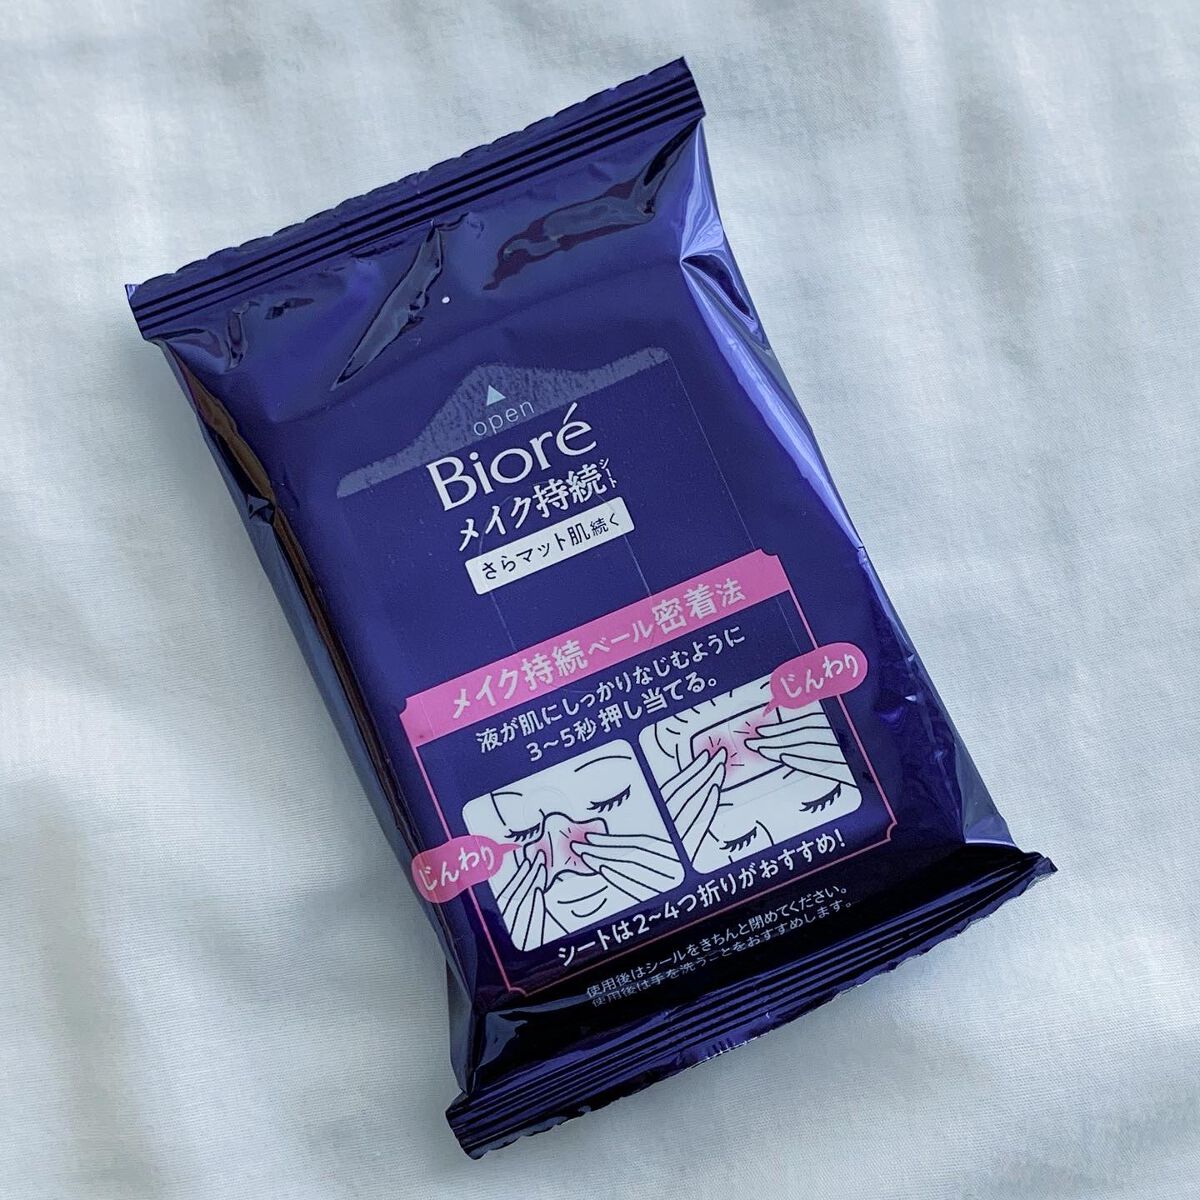 open
Bioré
メイク持続シート
さらマット肌続く
メイク持続ベール密着法
液が肌にしっかりなじむように
3〜5秒押し当てる。
じんわり
じんわり
シートは2〜4つ折りがおすすめ!
使用後はシールをきちんと閉めてください。
使用後は手を洗うことをおすすめします。